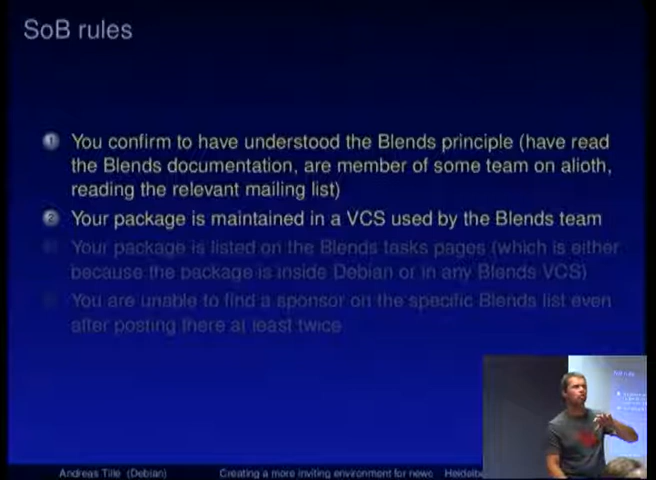 SoB rules
1 You confirm to have understood the Blends principle (have read
the Blends documentation, are member of some team on alioth,
reading the relevant mailing list)
2 Your package is maintained in a VCS used by the Blends team
Your package is listed on the Blends tasks pages (which is either
because the package is inside Debian or in any Blends VCS)
You are unable to find a sponsor on the specific Blends list even
after posting there at least twice
Andreas Tille (Debian) Creating a more inviting environment for newc Heidelbe